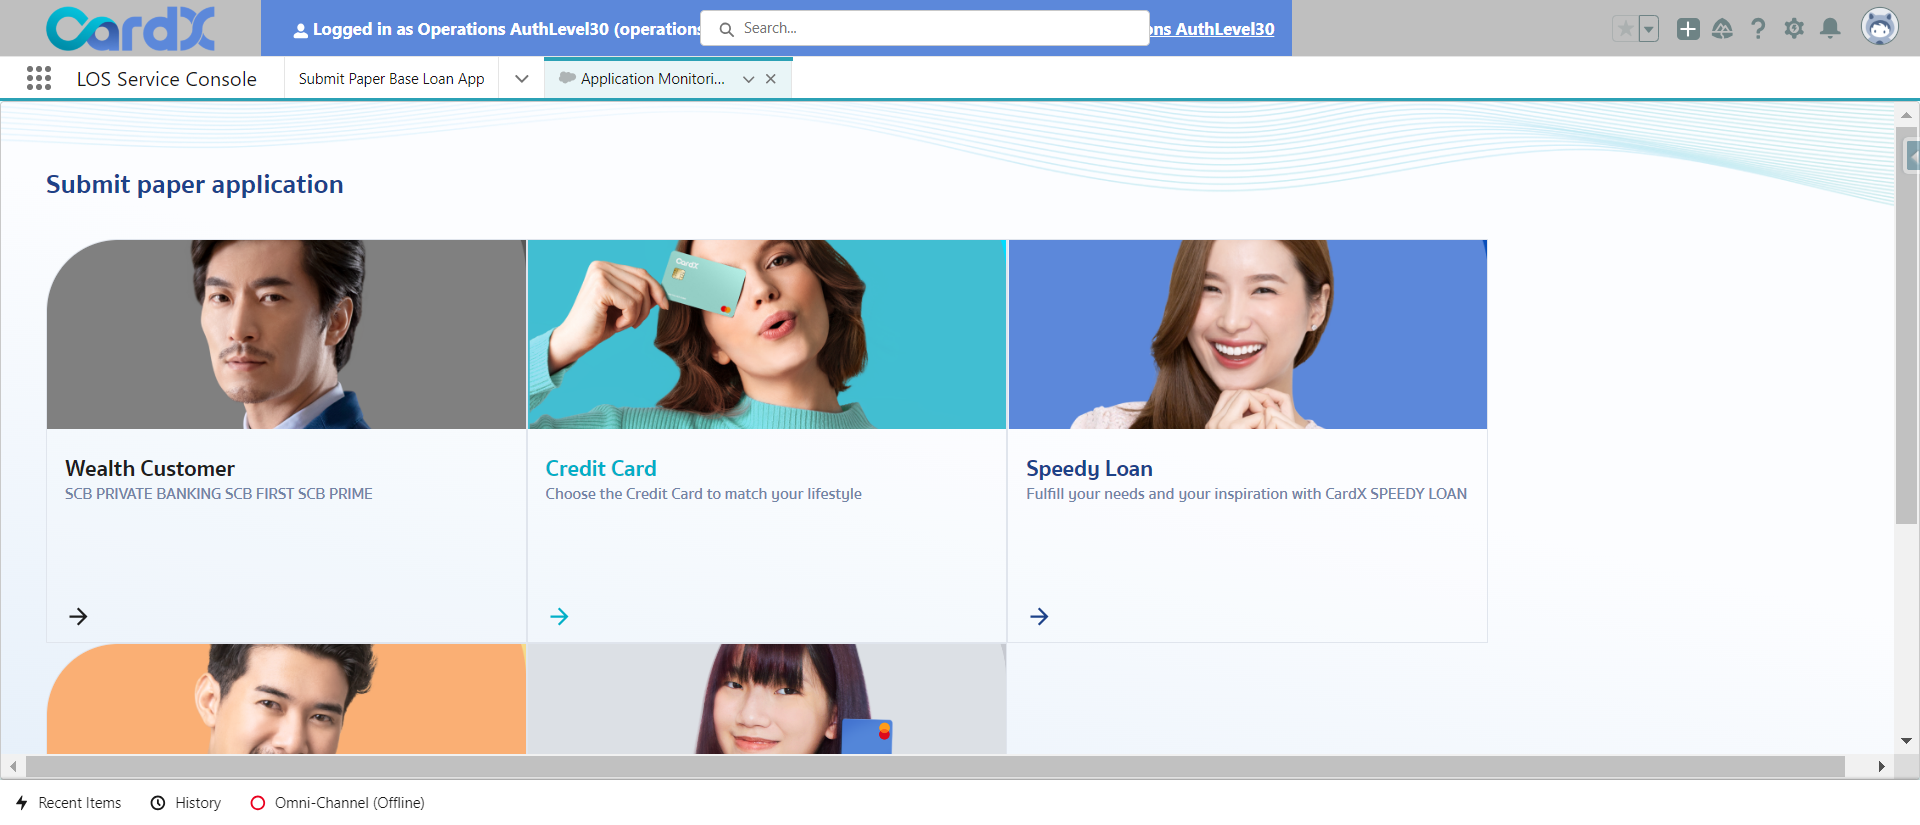 CardX
Logged in as Operations AuthLevel30 (operations
Search...
ns AuthLevel30
LOS Service Console
Submit Paper Base Loan App
Application Monitori...
Submit paper application
CardX
Wealth Customer
SCB PRIVATE BANKING SCB FIRST SCB PRIME
Credit Card
Choose the Credit Card to match your lifestyle
Speedy Loan
Fulfill your needs and your inspiration with CardX SPEEDY LOAN
Recent Items
History
Omni-Channel (Offline)